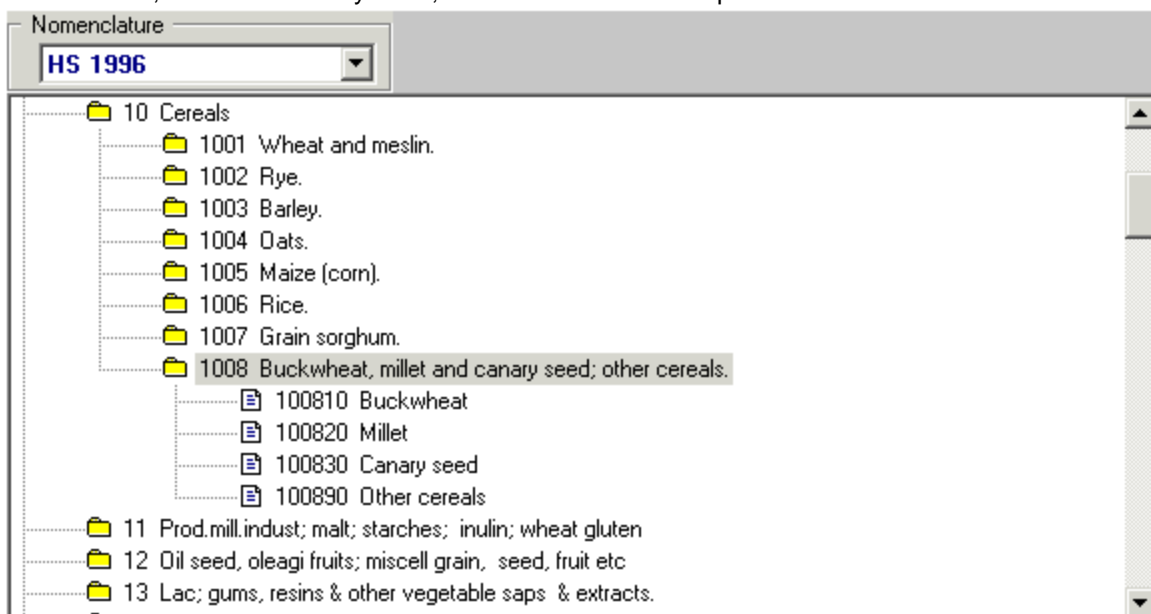 Nomenclature
HS 1996
10 Cereals
1001 Wheat and meslin.
1002 Rye.
1003 Barley.
1004 Oats.
1005 Maize (corn).
1006 Rice.
1007 Grain sorghum.
1008 Buckwheat, millet and canary seed; other cereals.
100810 Buckwheat
100820 Millet
100830 Canary seed
100890 Other cereals
11 Prod.mill.indust; malt; starches; inulin; wheat gluten
12 Oil seed, oleagi fruits; miscell grain, seed, fruit etc
13 Lac; gums, resins & other vegetable saps & extracts.